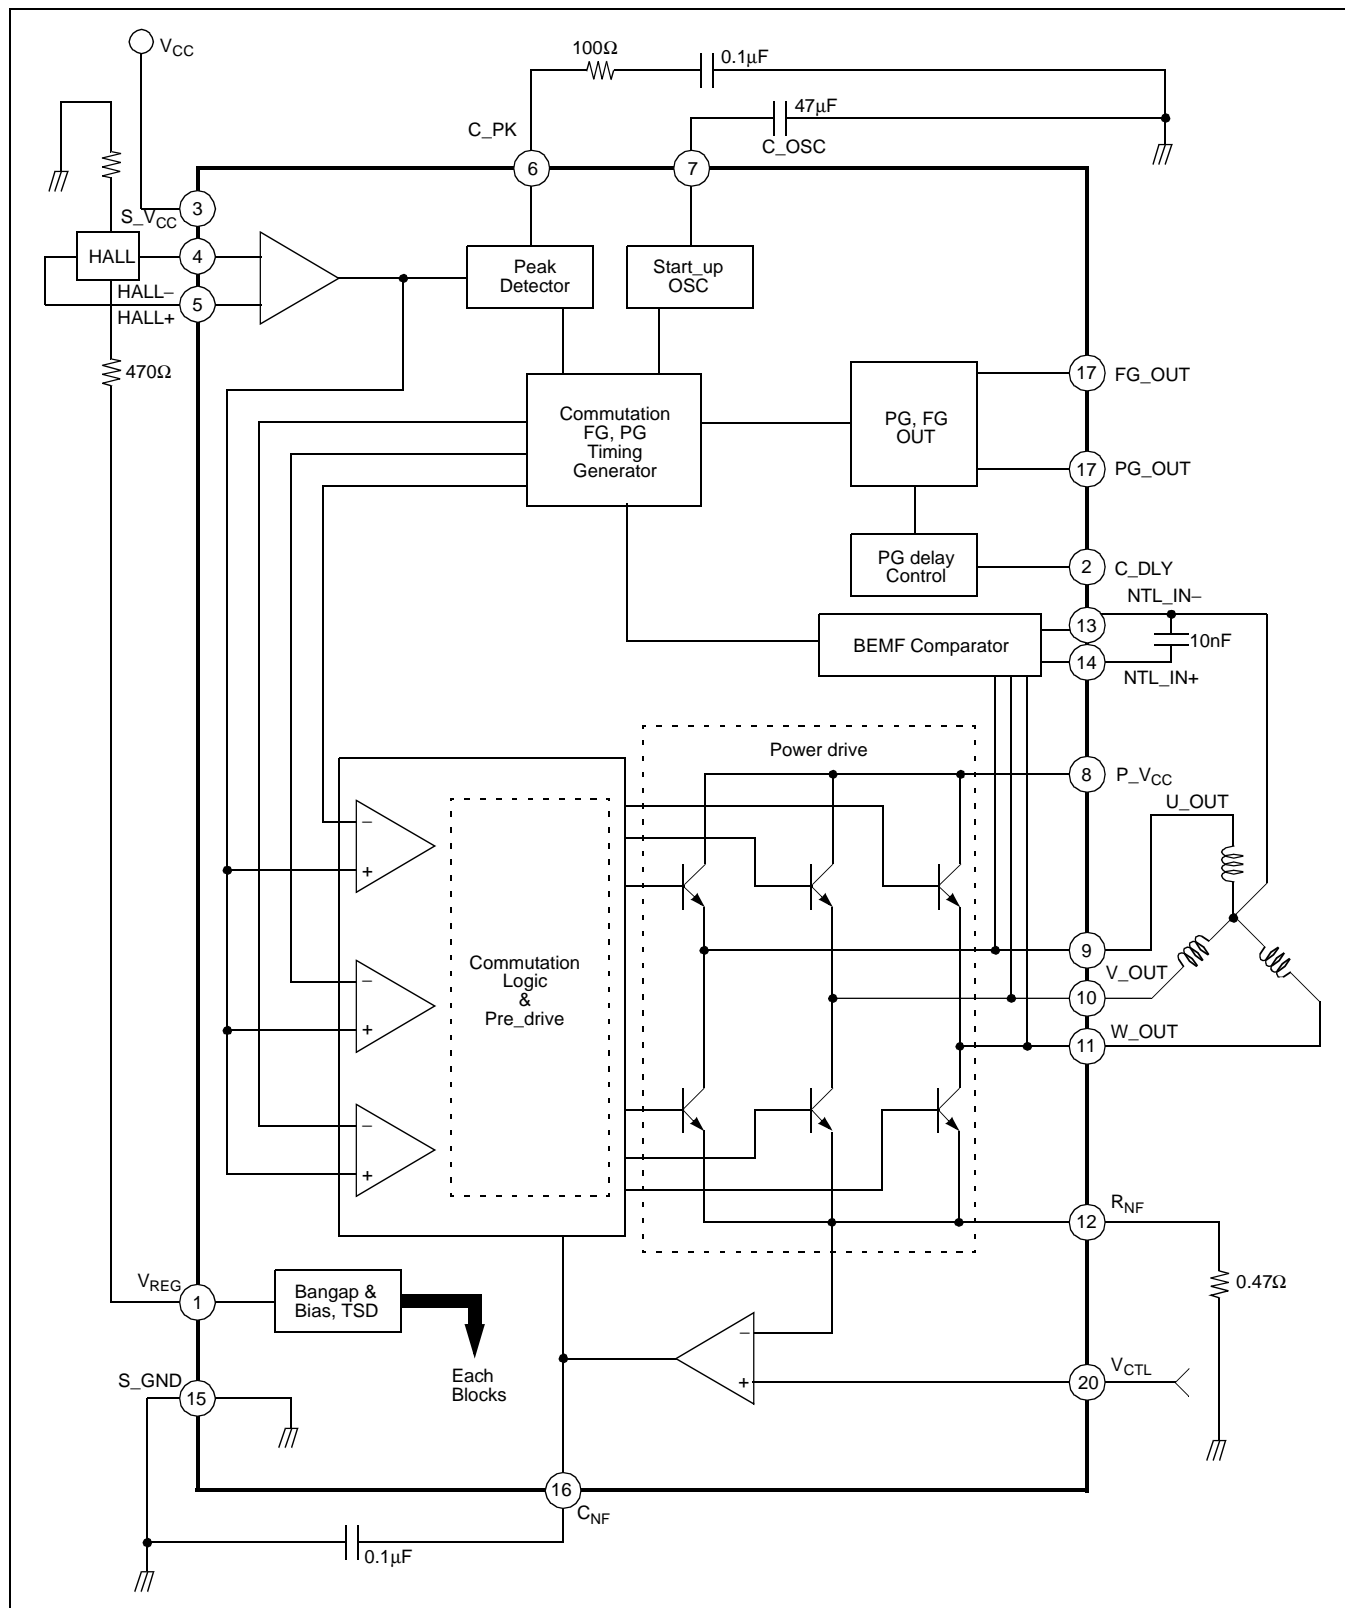 V_CC
100Ω
0.1µF
47µF
C_PK
C_OSC
6
7
3
S_V_CC
HALL
4
HALL−
5
HALL+
Peak
Detector
Start_up
OSC
470Ω
Commutation
FG, PG
Timing
Generator
PG, FG
OUT
17
FG_OUT
17
PG_OUT
PG delay
Control
2
C_DLY
NTL_IN−
13
BEMF Comparator
10nF
14
NTL_IN+
Power drive
8
P_V_CC
U_OUT
−
+
9
V_OUT
Commutation
Logic
&
Pre_drive
−
+
10
W_OUT
11
−
+
R_NF
12
0.47Ω
V_REG
1
Bangap &
Bias, TSD
Each
Blocks
−
+
V_CTL
20
S_GND
15
16
C_NF
0.1µF